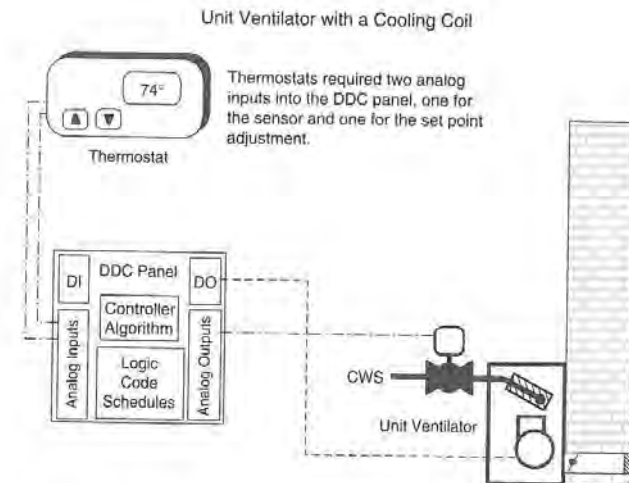 Unit Ventilator with a Cooling Coil
74°
Thermostats required two analog
inputs into the DDC panel, one for
the sensor and one for the set point
adjustment.
Thermostat
DI
DDC Panel
DO
Controller
Algorithm
Analog Inputs
Logic
Code
Schedules
Analog Outputs
CWS
Unit Ventilator